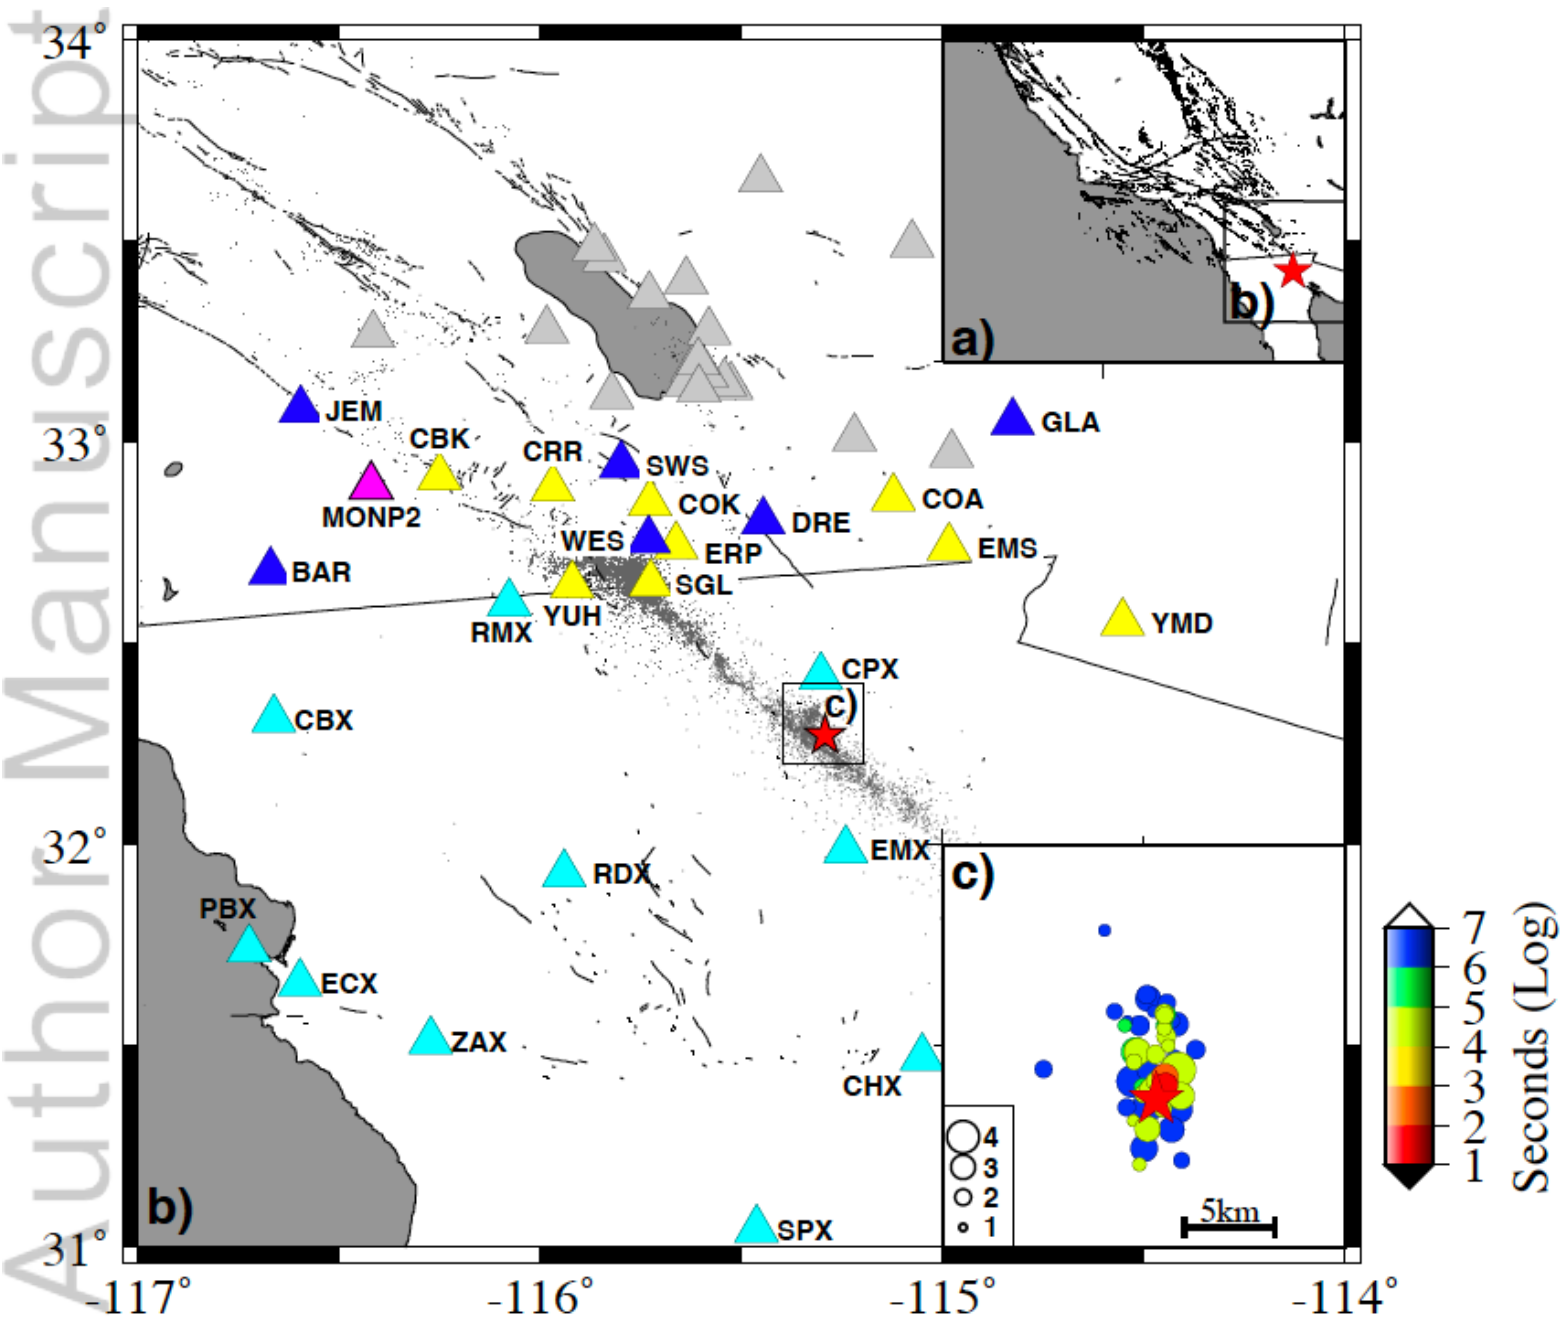 Author Manuscript
34°
33°
32°
31°
-117°
-116°
-115°
-114°
a)
b)
JEM
CBK
CRR
SWS
GLA
MONP2
COK
COA
DRE
WES
ERP
EMS
BAR
SGL
YUH
RMX
YMD
CPX
c)
CBX
EMX
RDX
PBX
ECX
ZAX
CHX
SPX
b)
c)
4
3
2
1
5km
7
6
5
4
3
2
1
Seconds (Log)